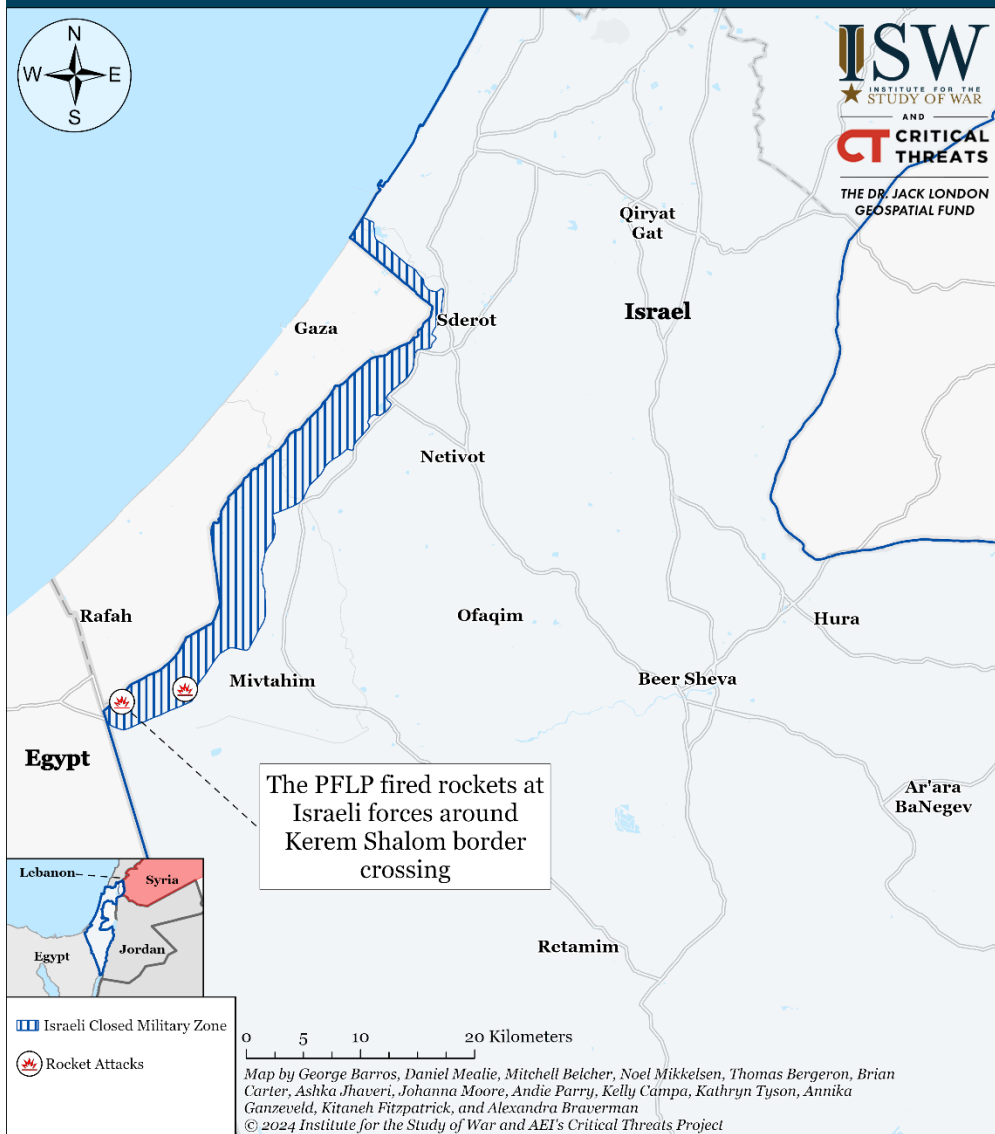 N
W E
S
ISW
INSTITUTE FOR THE
STUDY OF WAR
AND
CT CRITICAL
THREATS
THE DR. JACK LONDON
GEOSPATIAL FUND
Qiryat
Gat
Israel
Gaza
Sderot
Netivot
Rafah
Ofaqim
Hura
Mivtahim
Beer Sheva
Egypt
The PFLP fired rockets at
Israeli forces around
Kerem Shalom border
crossing
Ar'ara
BaNegev
Lebanon
Syria
Egypt
Jordan
Retamim
Israeli Closed Military Zone
Rocket Attacks
0 5 10 20 Kilometers
Map by George Barros, Daniel Mealie, Mitchell Belcher, Noel Mikkelsen, Thomas Bergeron, Brian
Carter, Ashka Jhaveri, Johanna Moore, Andie Parry, Kelly Campa, Kathryn Tyson, Annika
Ganzeveld, Kitaneh Fitzpatrick, and Alexandra Braverman
© 2024 Institute for the Study of War and AEI's Critical Threats Project